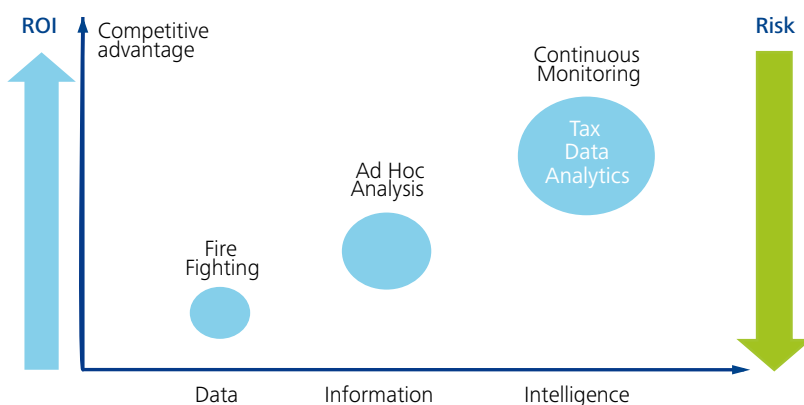 ROI
Competitive
advantage
Risk
Continuous
Monitoring
Tax
Data
Analytics
Ad Hoc
Analysis
Fire
Fighting
Data
Information
Intelligence